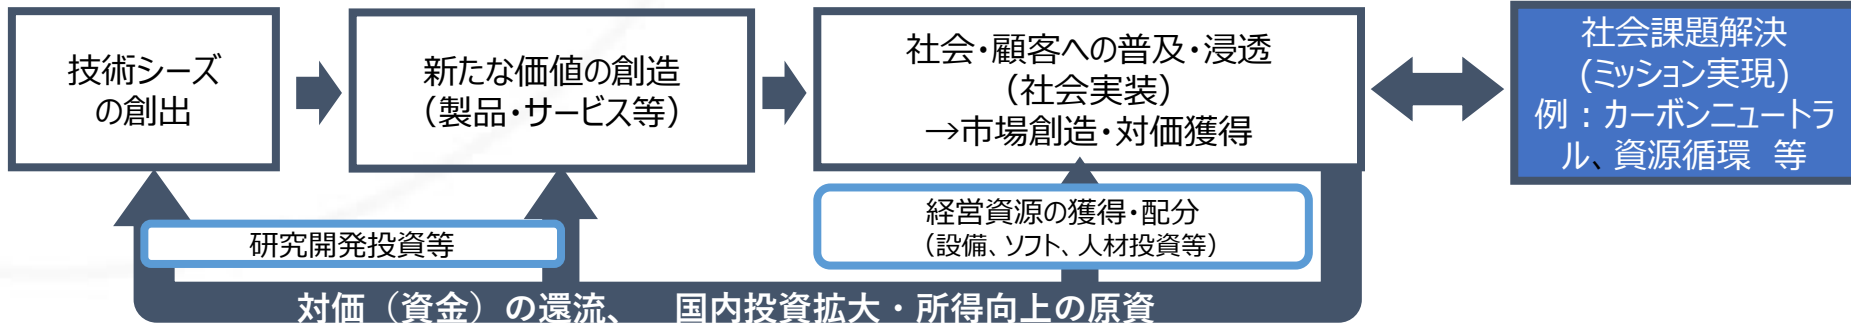 技術シーズ
の創出
新たな価値の創造
（製品・サービス等）
社会・顧客への普及・浸透
（社会実装）
→市場創造・対価獲得
社会課題解決
(ミッション実現)
例：カーボンニュートラ
ル、資源循環　等
研究開発投資等
経営資源の獲得・配分
（設備、ソフト、人材投資等）
対価（資金）の還流、　国内投資拡大・所得向上の原資